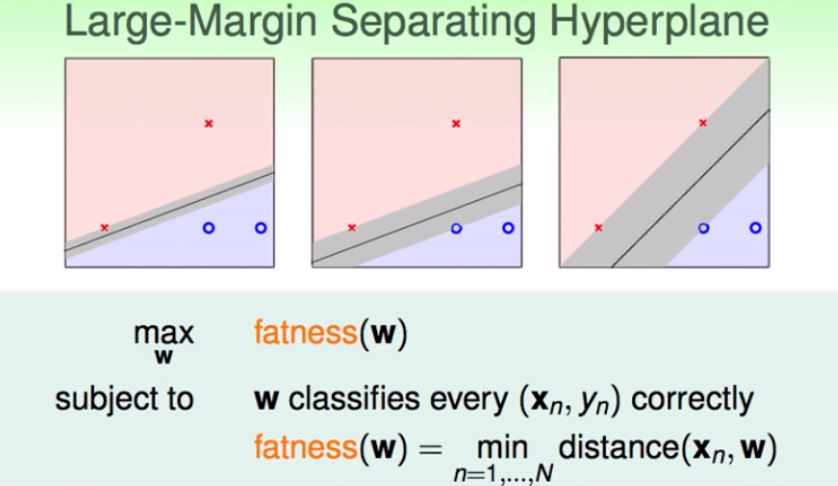 Large-Margin Separating Hyperplane
max fatness(w)
w
subject to w classifies every (xₙ, yₙ) correctly
fatness(w) = min distance(xₙ, w)
n=1,...,N